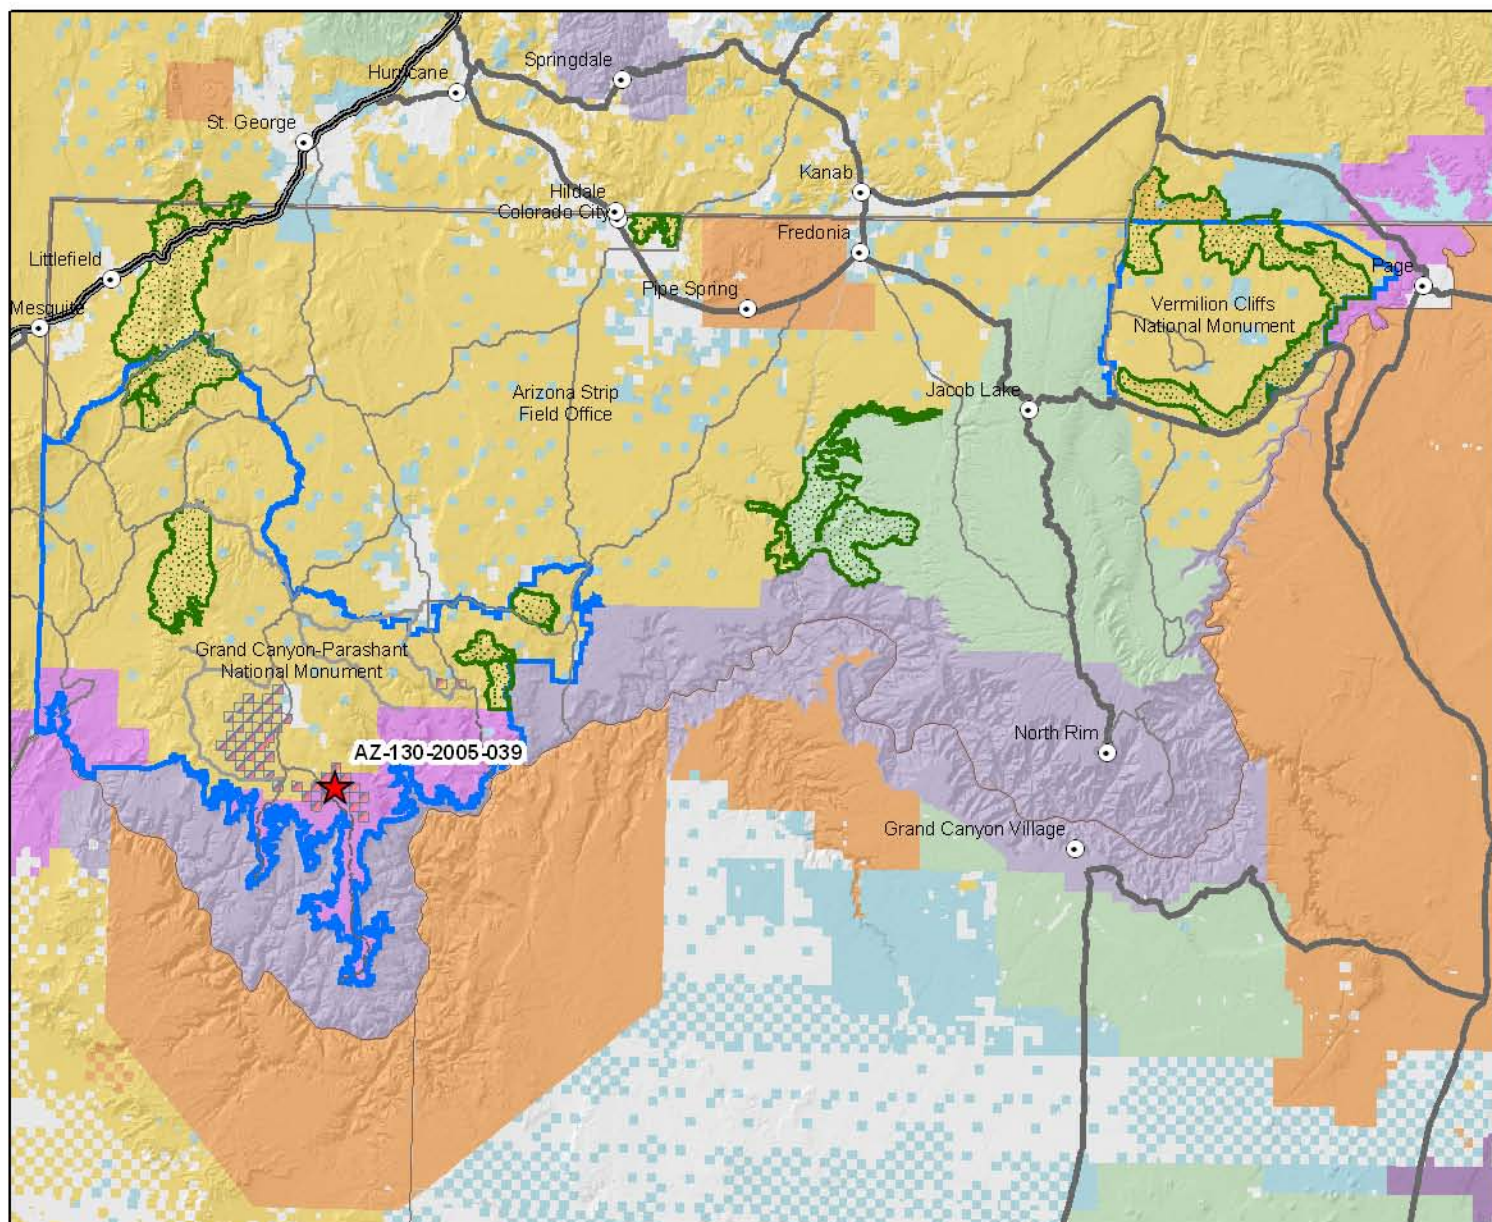 Springdale
Hurricane
St. George
Kanab
Hildale
Colorado City
Fredonia
Littlefield
Page
Pipe Spring
Mesquite
Vermilion Cliffs
National Monument
Arizona Strip
Field Office
Jacob Lake
Grand Canyon-Parashant
National Monument
North Rim
AZ-130-2005-039
Grand Canyon Village